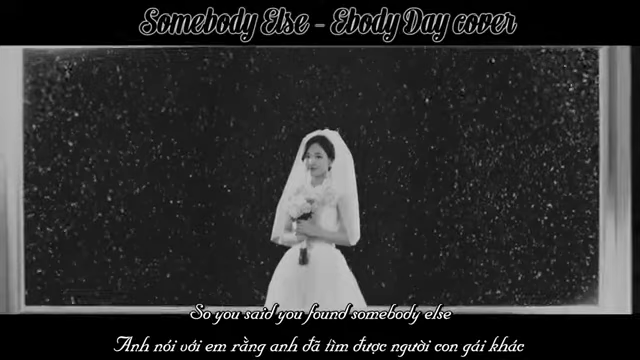 Somebody Else - Ebody Day cover
So you said you found somebody else
Anh nói với em rằng anh đã tìm được người con gái khác